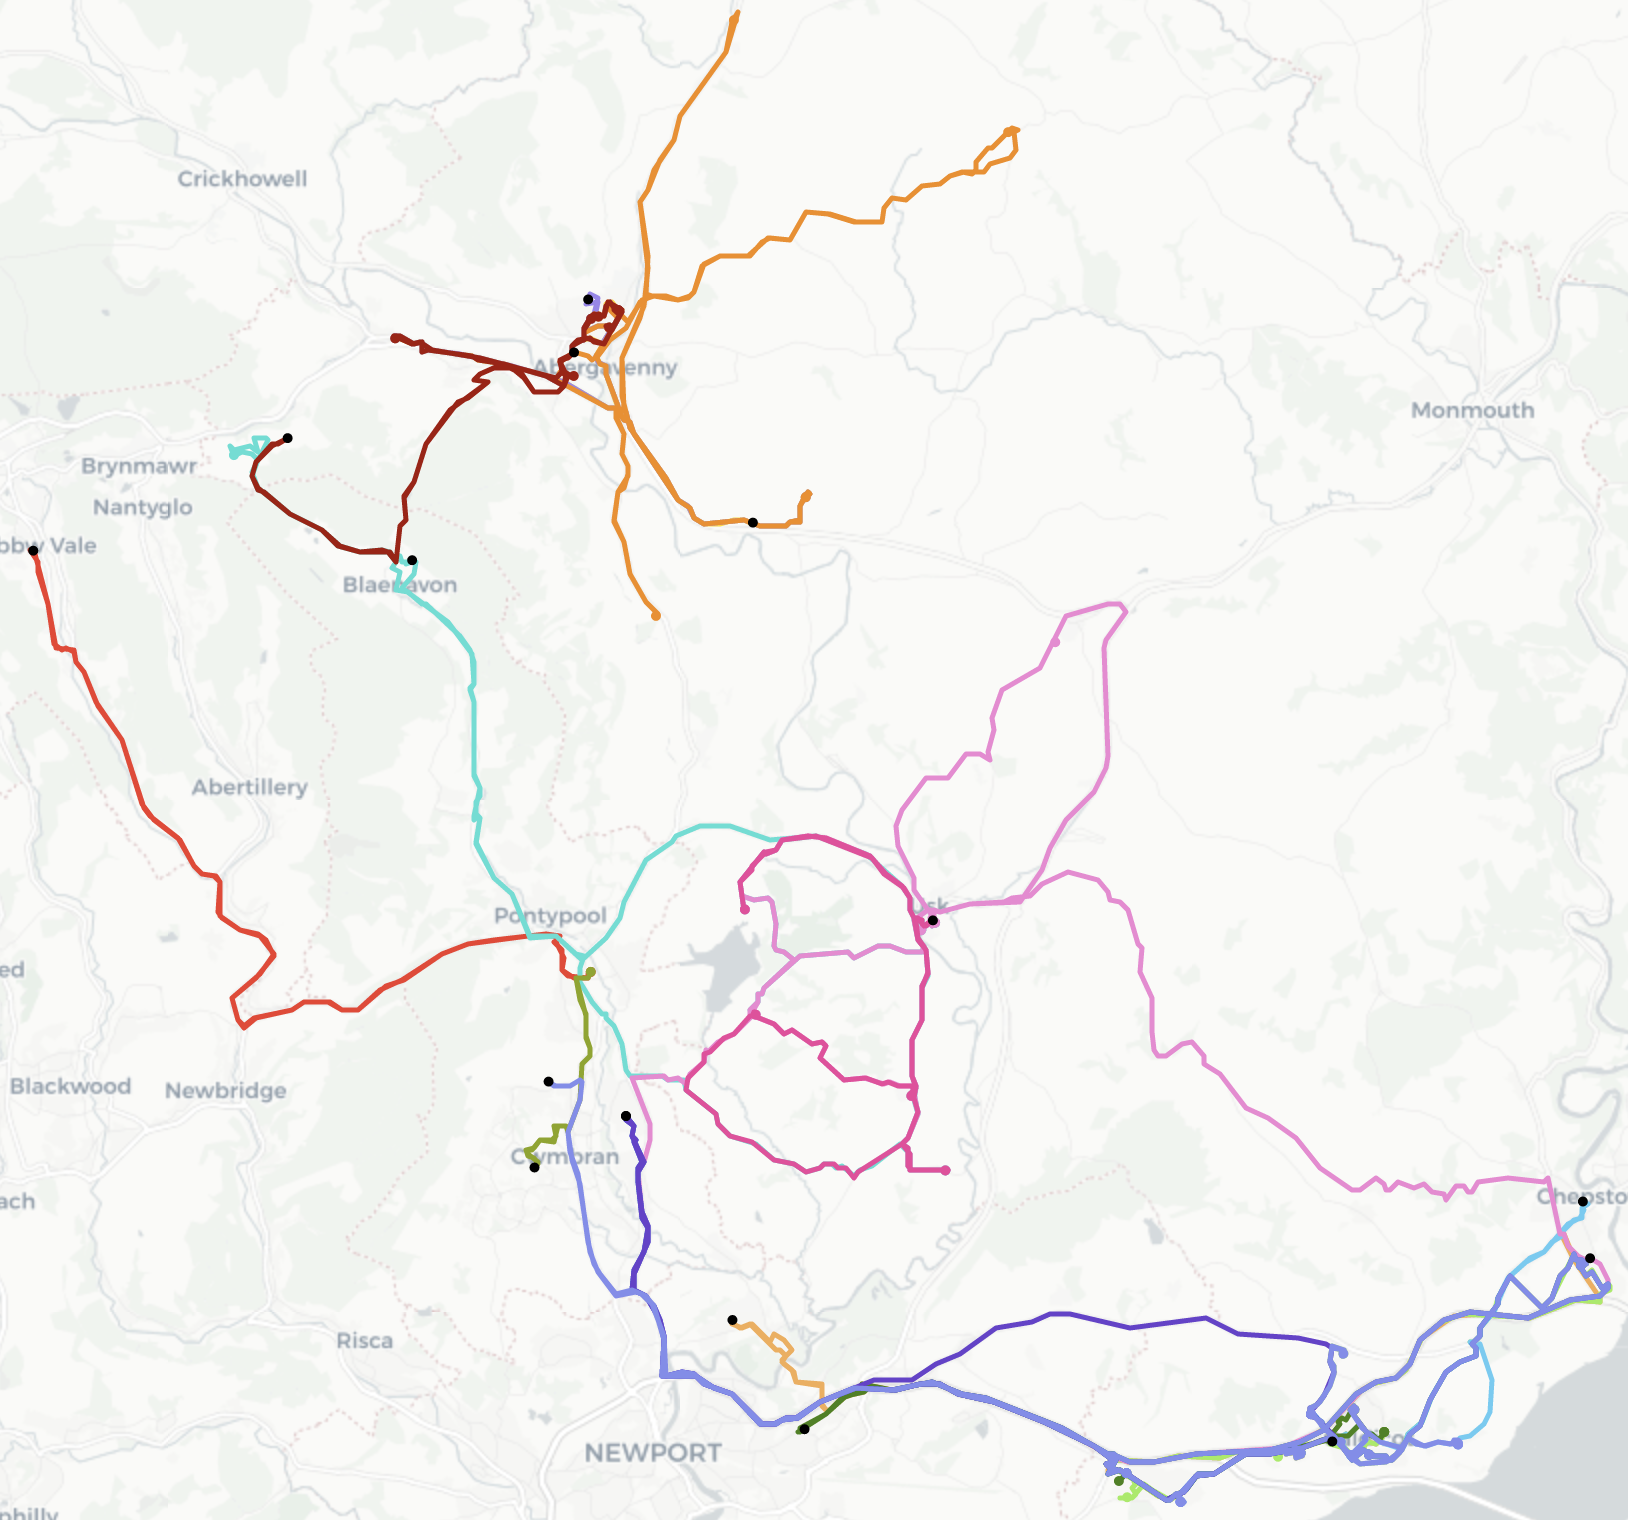 Crickhowell
Abergavenny
Monmouth
Brynmawr
Nantyglo
bbw Vale
Blaenavon
Abertillery
Pontypool
Usk
ed
Blackwood
Newbridge
Cwmbran
ach
Chepsto
Risca
NEWPORT
philly